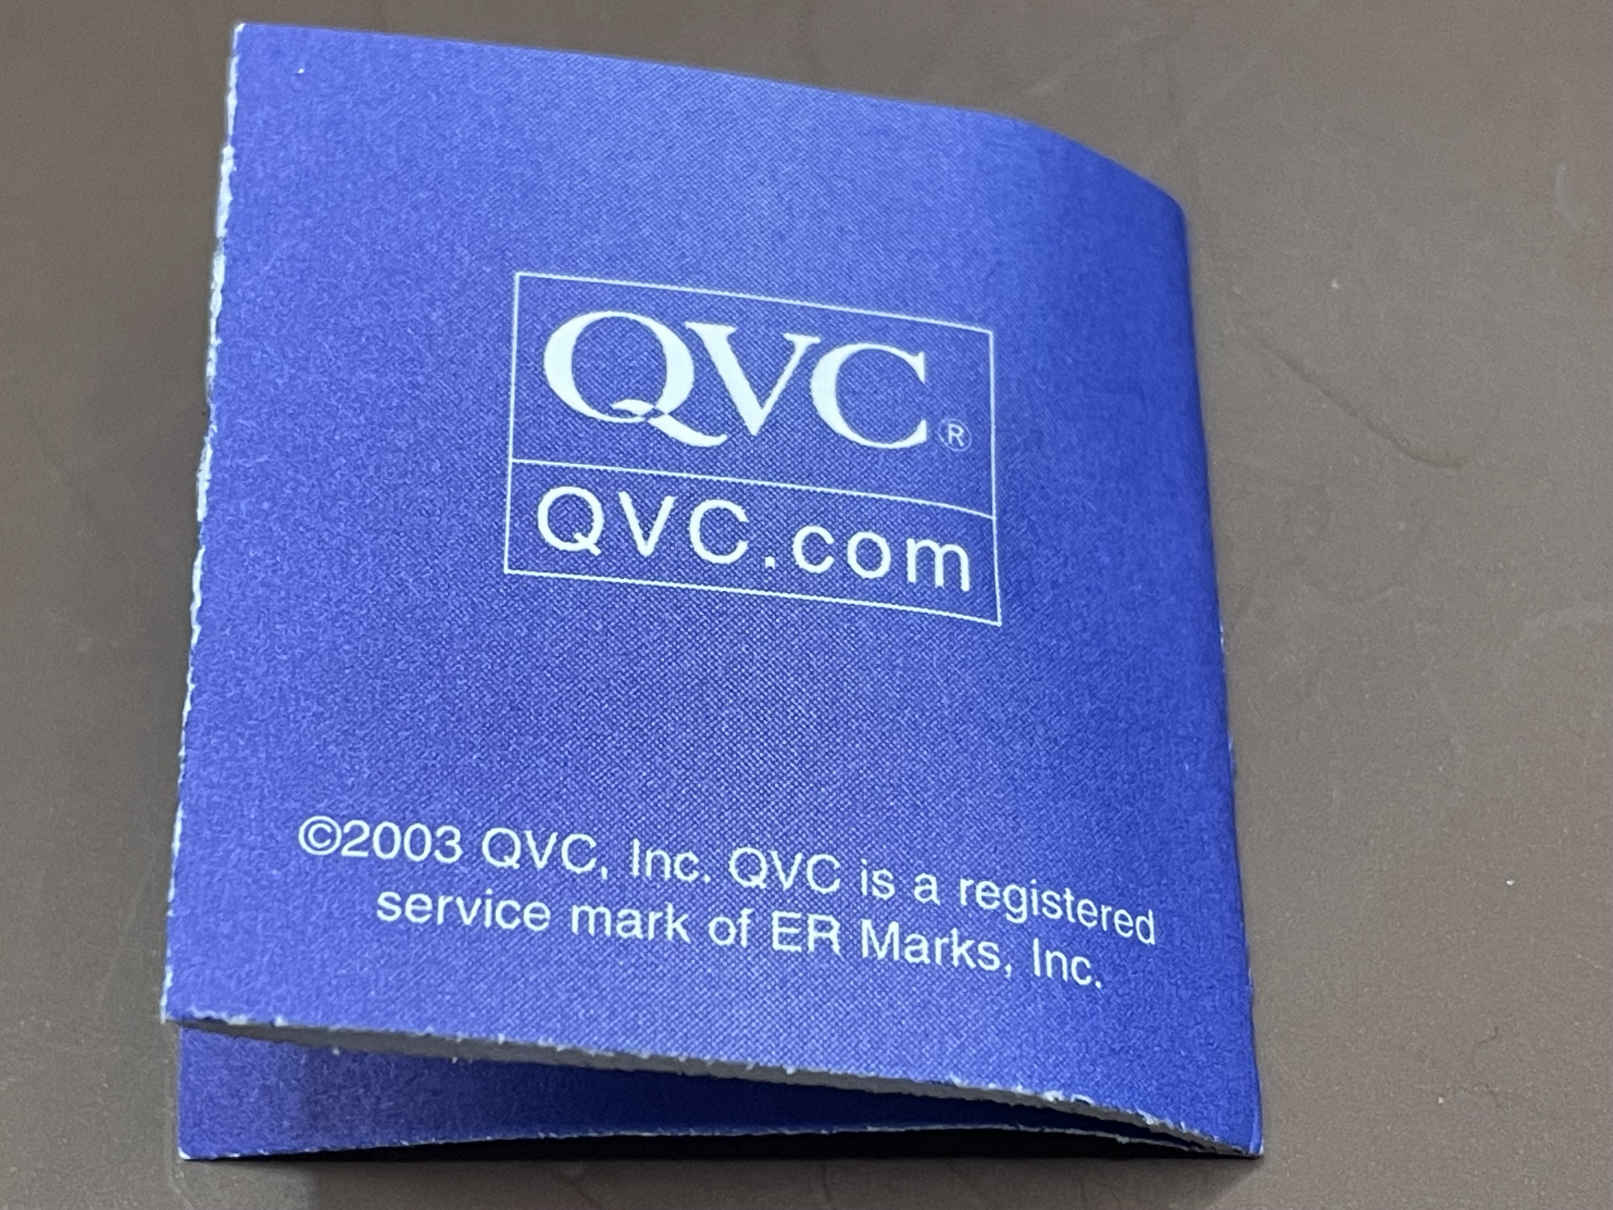 QVC®
QVC.com
©2003 QVC, Inc. QVC is a registered
service mark of ER Marks, Inc.